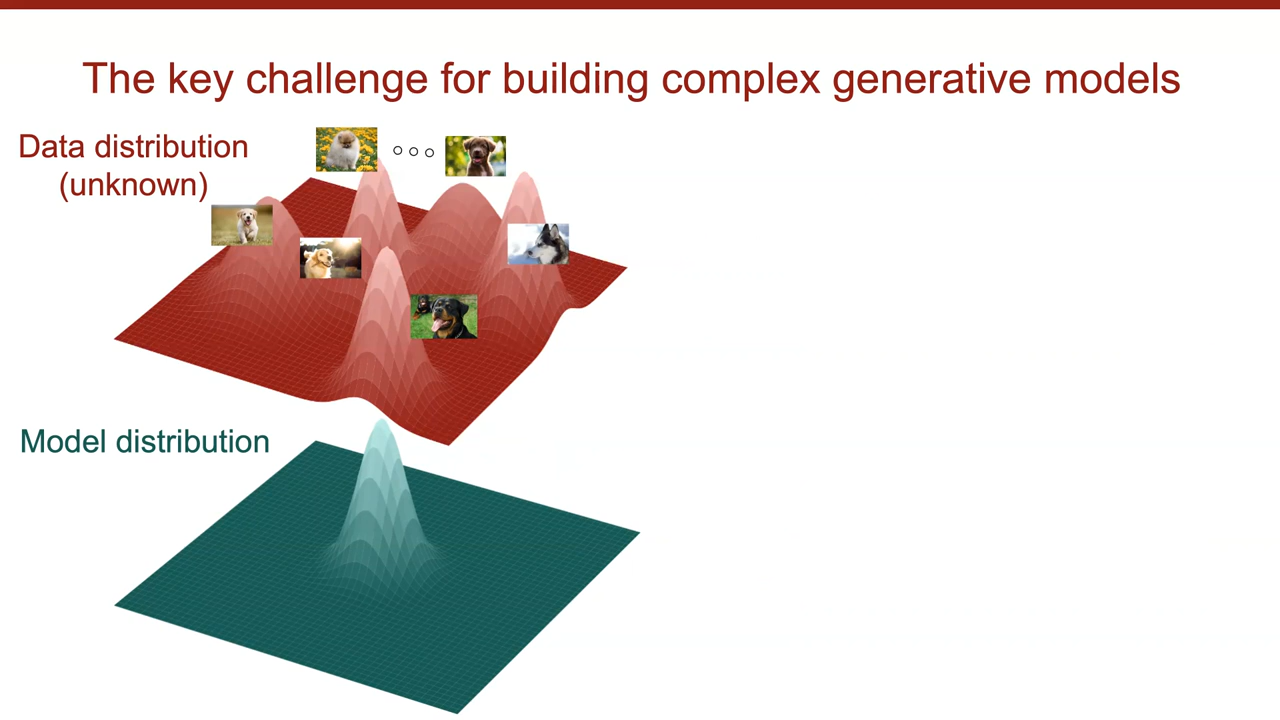 The key challenge for building complex generative models
Data distribution
(unknown)
Model distribution